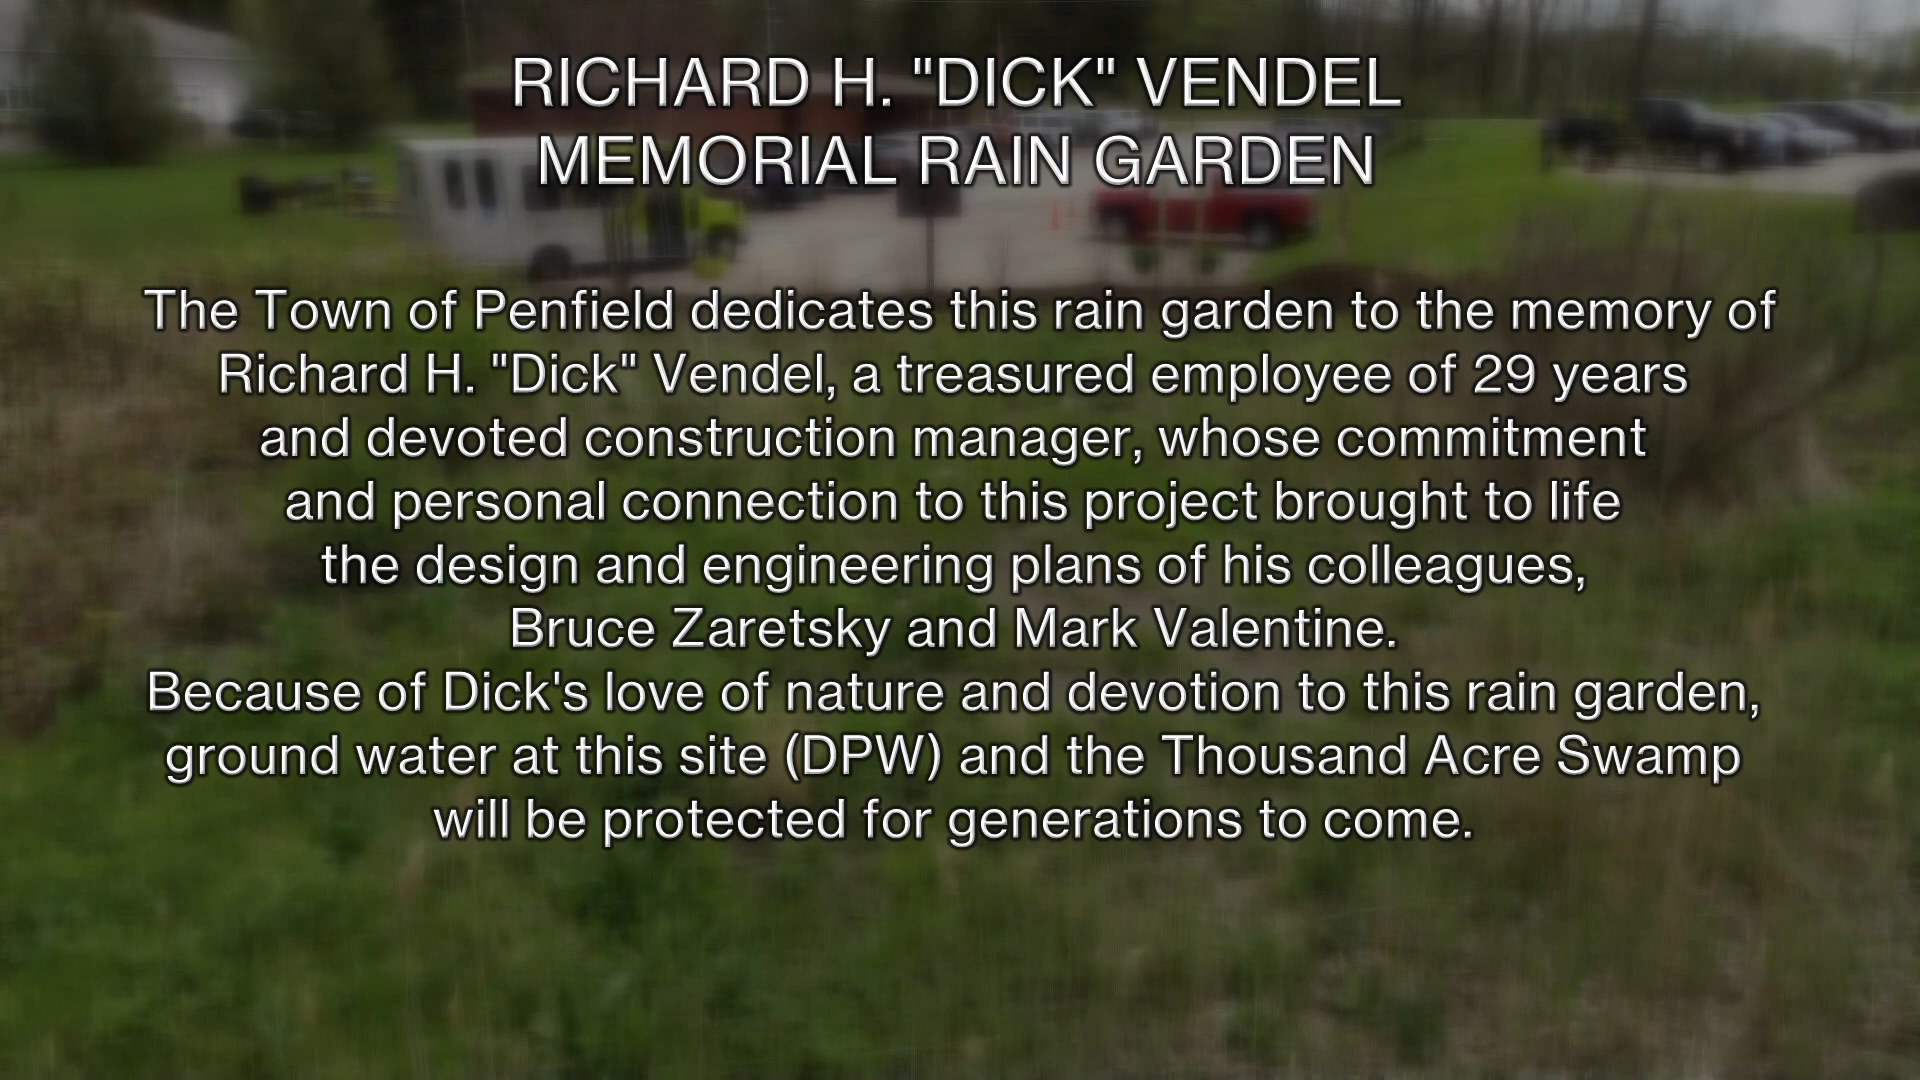 RICHARD H. "DICK" VENDEL
MEMORIAL RAIN GARDEN
The Town of Penfield dedicates this rain garden to the memory of
Richard H. "Dick" Vendel, a treasured employee of 29 years
and devoted construction manager, whose commitment
and personal connection to this project brought to life
the design and engineering plans of his colleagues,
Bruce Zaretsky and Mark Valentine.
Because of Dick's love of nature and devotion to this rain garden,
ground water at this site (DPW) and the Thousand Acre Swamp
will be protected for generations to come.